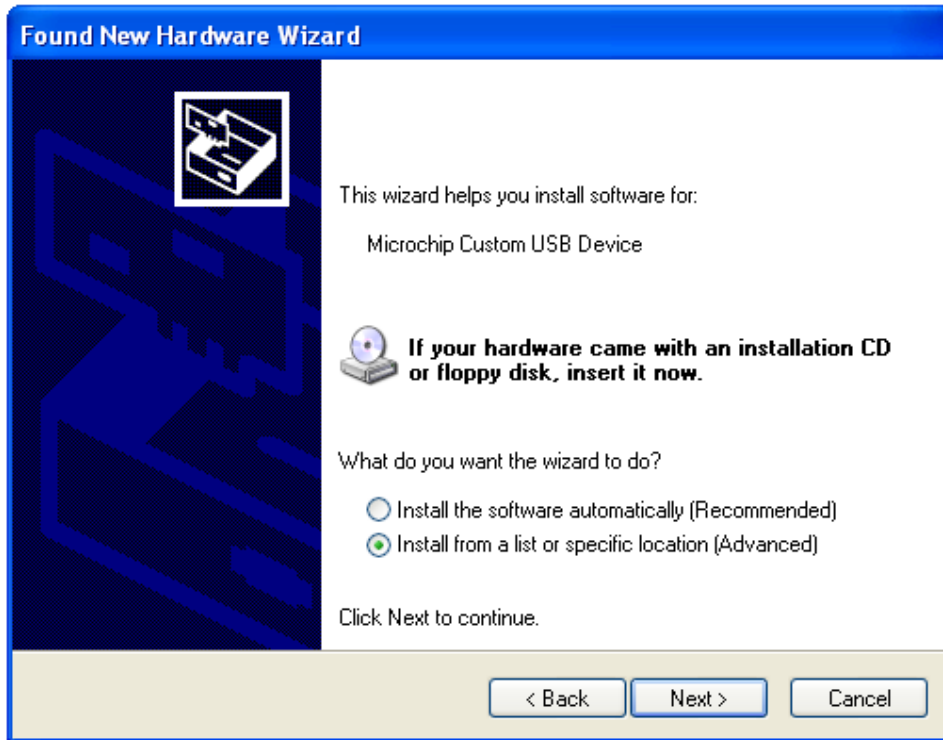 Found New Hardware Wizard
This wizard helps you install software for:
Microchip Custom USB Device
If your hardware came with an installation CD
or floppy disk, insert it now.
What do you want the wizard to do?
Install the software automatically (Recommended)
Install from a list or specific location (Advanced)
Click Next to continue.
< Back
Next >
Cancel